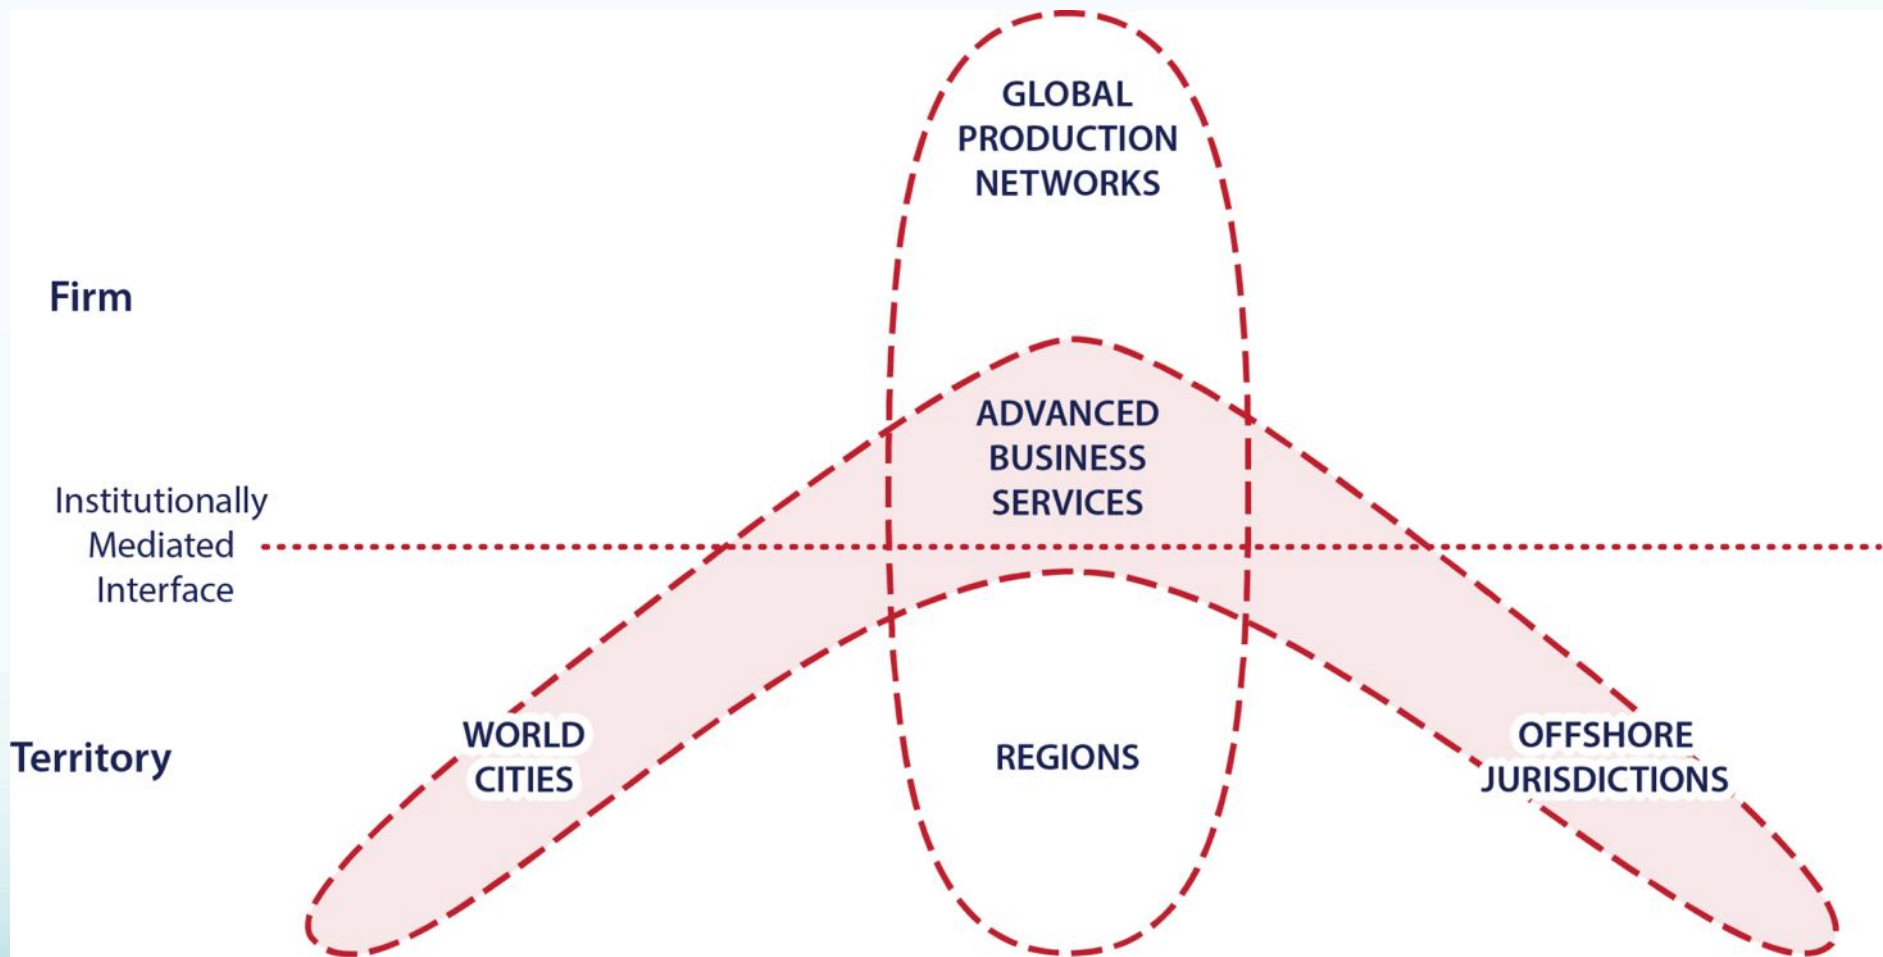 GLOBAL
PRODUCTION
NETWORKS
Firm
ADVANCED
BUSINESS
SERVICES
Institutionally
Mediated
Interface
Territory
WORLD
CITIES
REGIONS
OFFSHORE
JURISDICTIONS